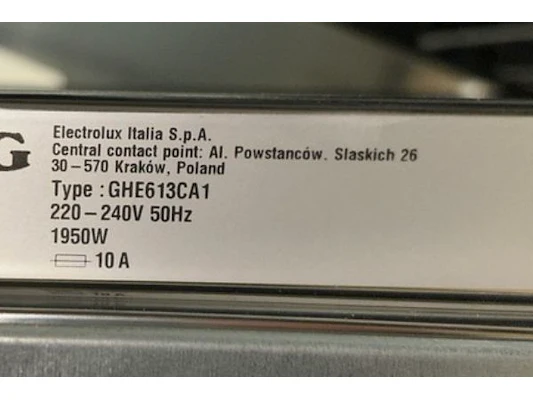 G
Electrolux Italia S.p.A.
Central contact point: Al. Powstanców. Slaskich 26
30-570 Kraków, Poland
Type : GHE613CA1
220-240V 50Hz
1950W
10 A